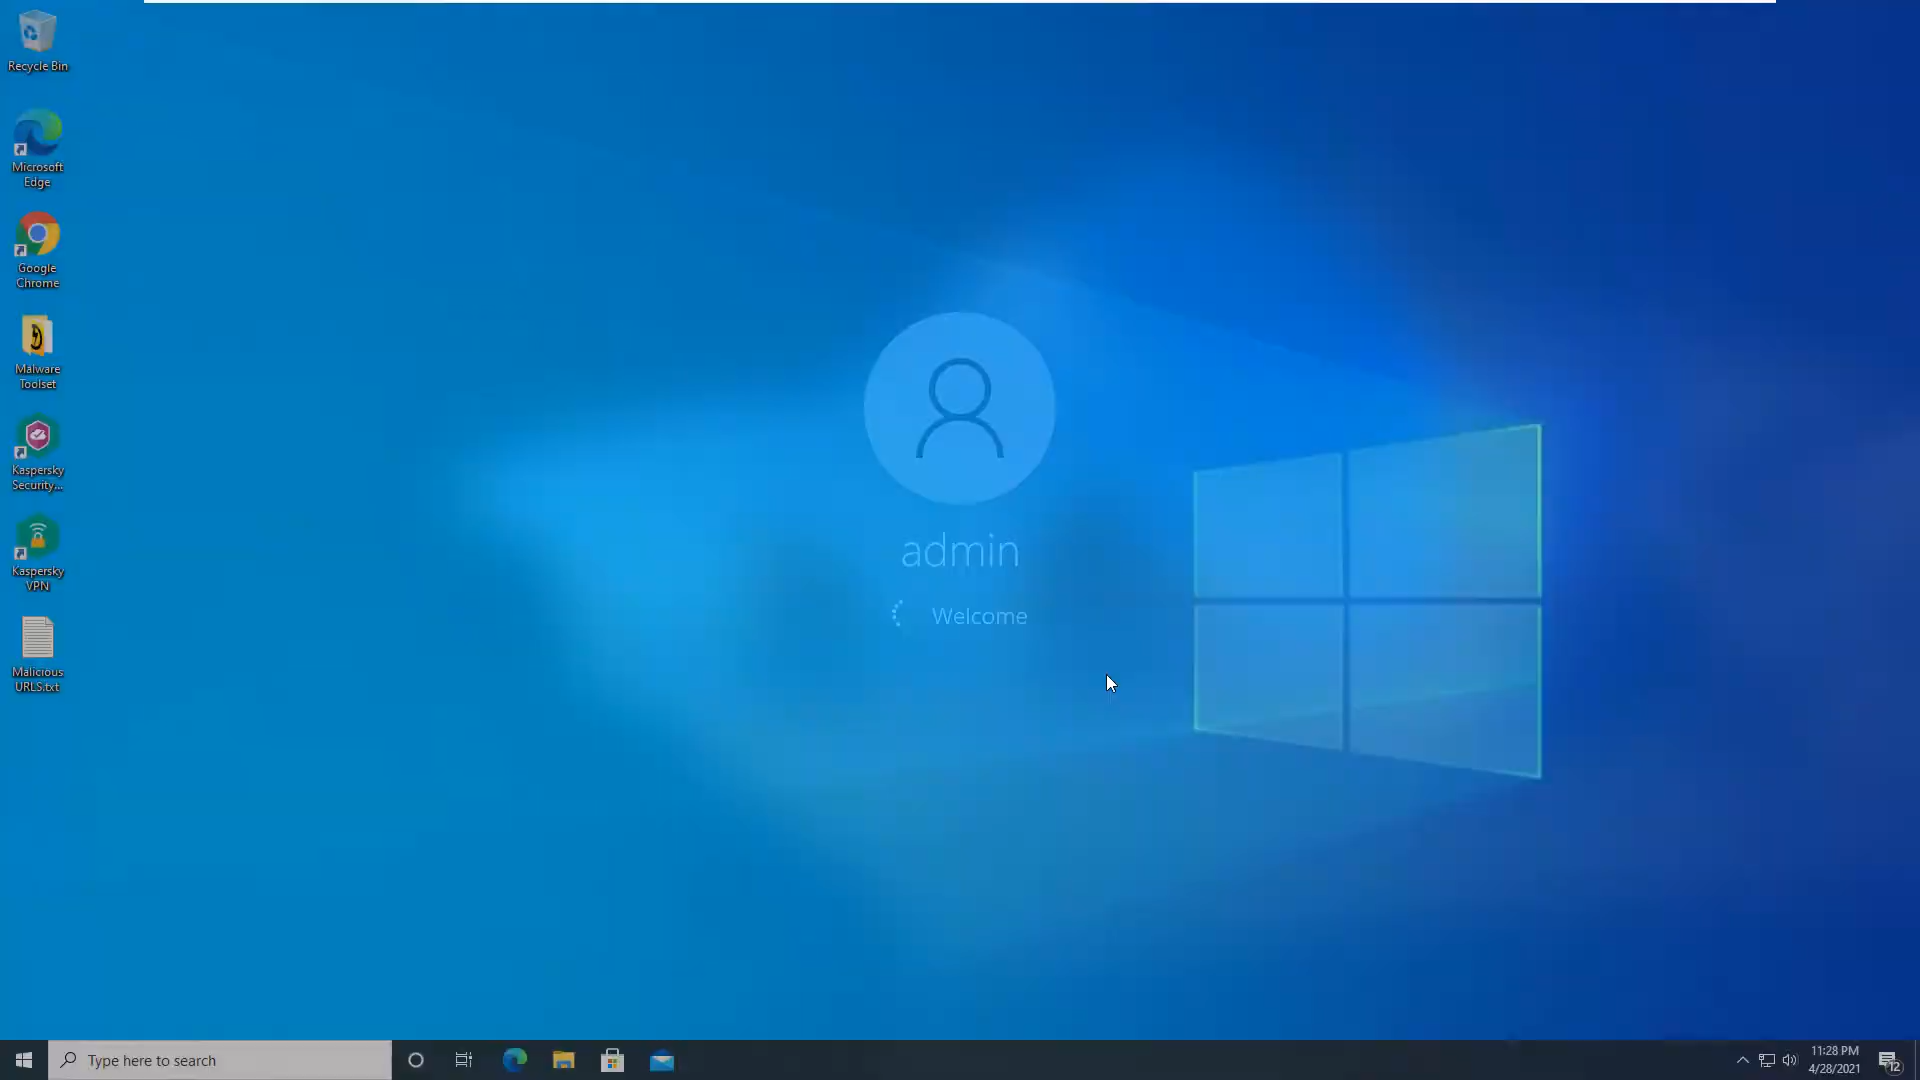 Recycle Bin
Microsoft
Edge
Google
Chrome
Malware
Toolset
Kaspersky
Security...
Kaspersky
VPN
Malicious
URLS.txt
admin
Welcome
Type here to search
11:28 PM
4/28/2021
12